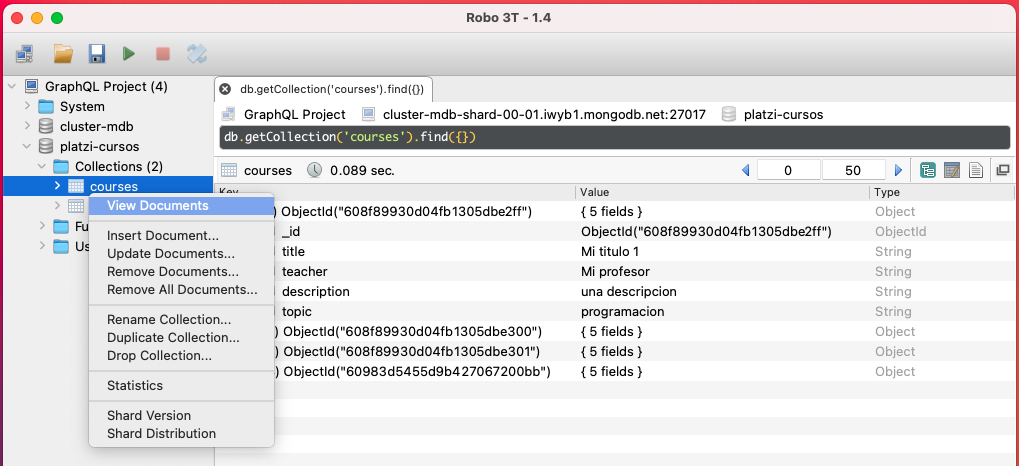 Robo 3T - 1.4
GraphQL Project (4)
System
cluster-mdb
platzi-cursos
Collections (2)
courses
Fu
Us
View Documents
Insert Document...
Update Documents...
Remove Documents...
Remove All Documents...
Rename Collection...
Duplicate Collection...
Drop Collection...
Statistics
Shard Version
Shard Distribution
db.getCollection('courses').find({})
GraphQL Project cluster-mdb-shard-00-01.iwyb1.mongodb.net:27017 platzi-cursos
db.getCollection('courses').find({})
courses 0.089 sec. 0 50
Key Value Type
) ObjectId("608f89930d04fb1305dbe2ff") { 5 fields } Object
_id ObjectId("608f89930d04fb1305dbe2ff") ObjectId
title Mi titulo 1 String
teacher Mi profesor String
description una descripcion String
topic programacion String
) ObjectId("608f89930d04fb1305dbe300") { 5 fields } Object
) ObjectId("608f89930d04fb1305dbe301") { 5 fields } Object
) ObjectId("60983d5455d9b427067200bb") { 5 fields } Object